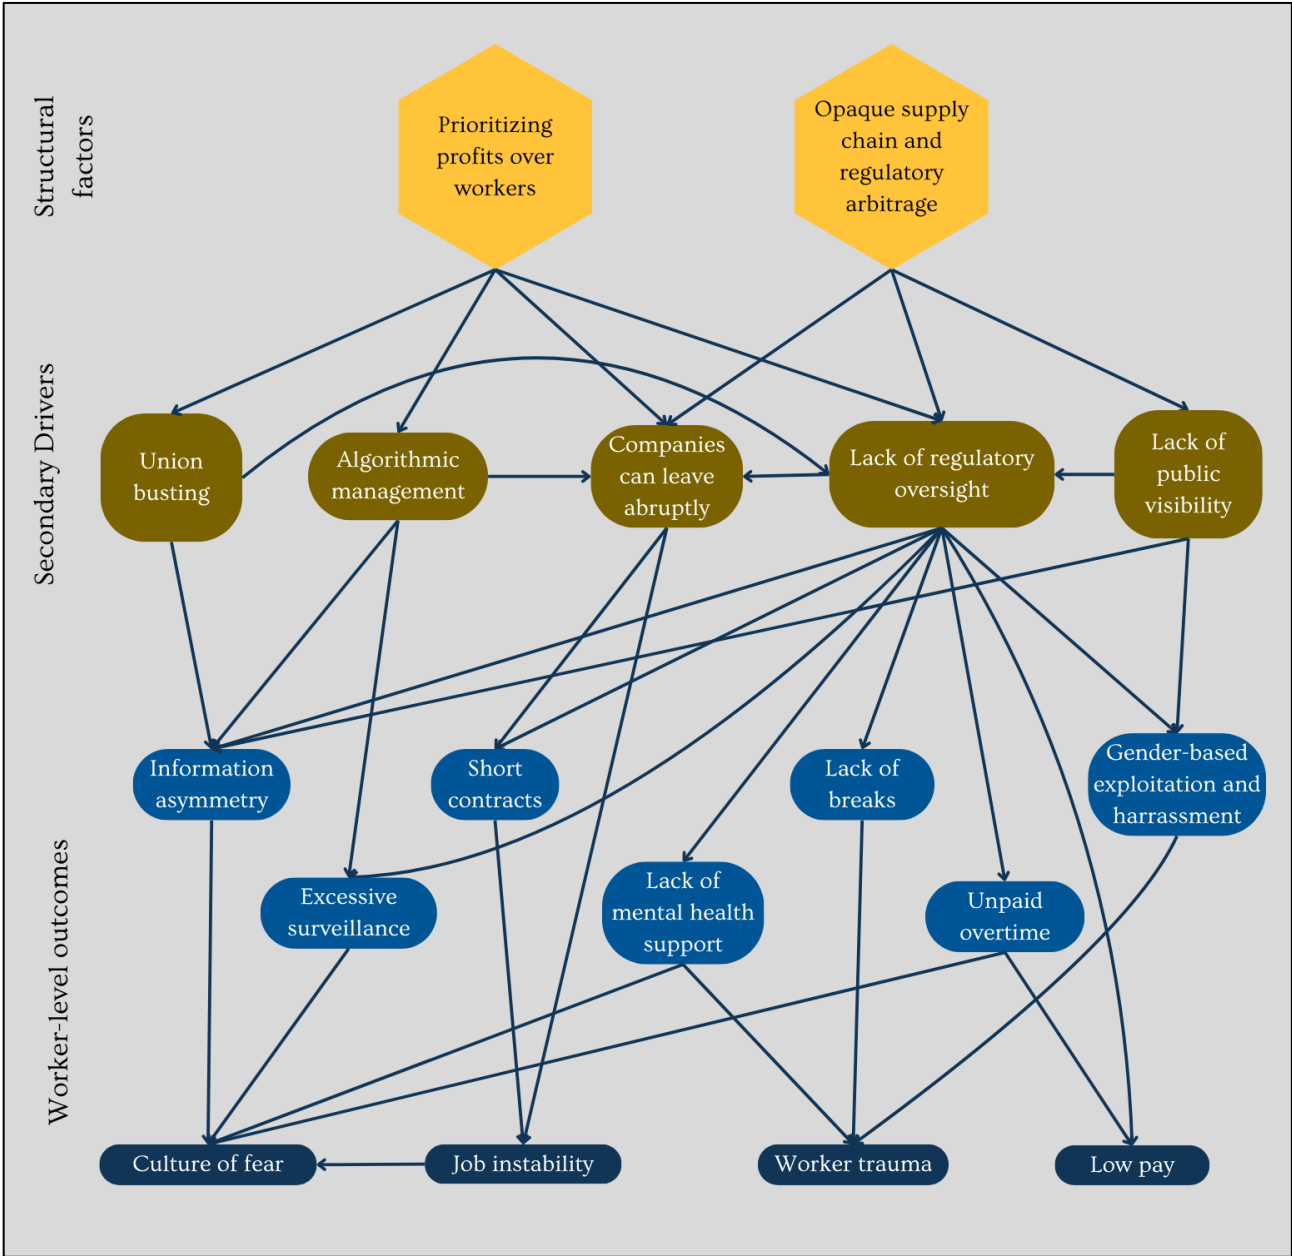 Structural
factors
Prioritizing
profits over
workers
Opaque supply
chain and
regulatory
arbitrage
Secondary Drivers
Union
busting
Algorithmic
management
Companies
can leave
abruptly
Lack of regulatory
oversight
Lack of
public
visibility
Worker-level outcomes
Information
asymmetry
Short
contracts
Lack of
breaks
Gender-based
exploitation and
harrassment
Excessive
surveillance
Lack of
mental health
support
Unpaid
overtime
Culture of fear
Job instability
Worker trauma
Low pay